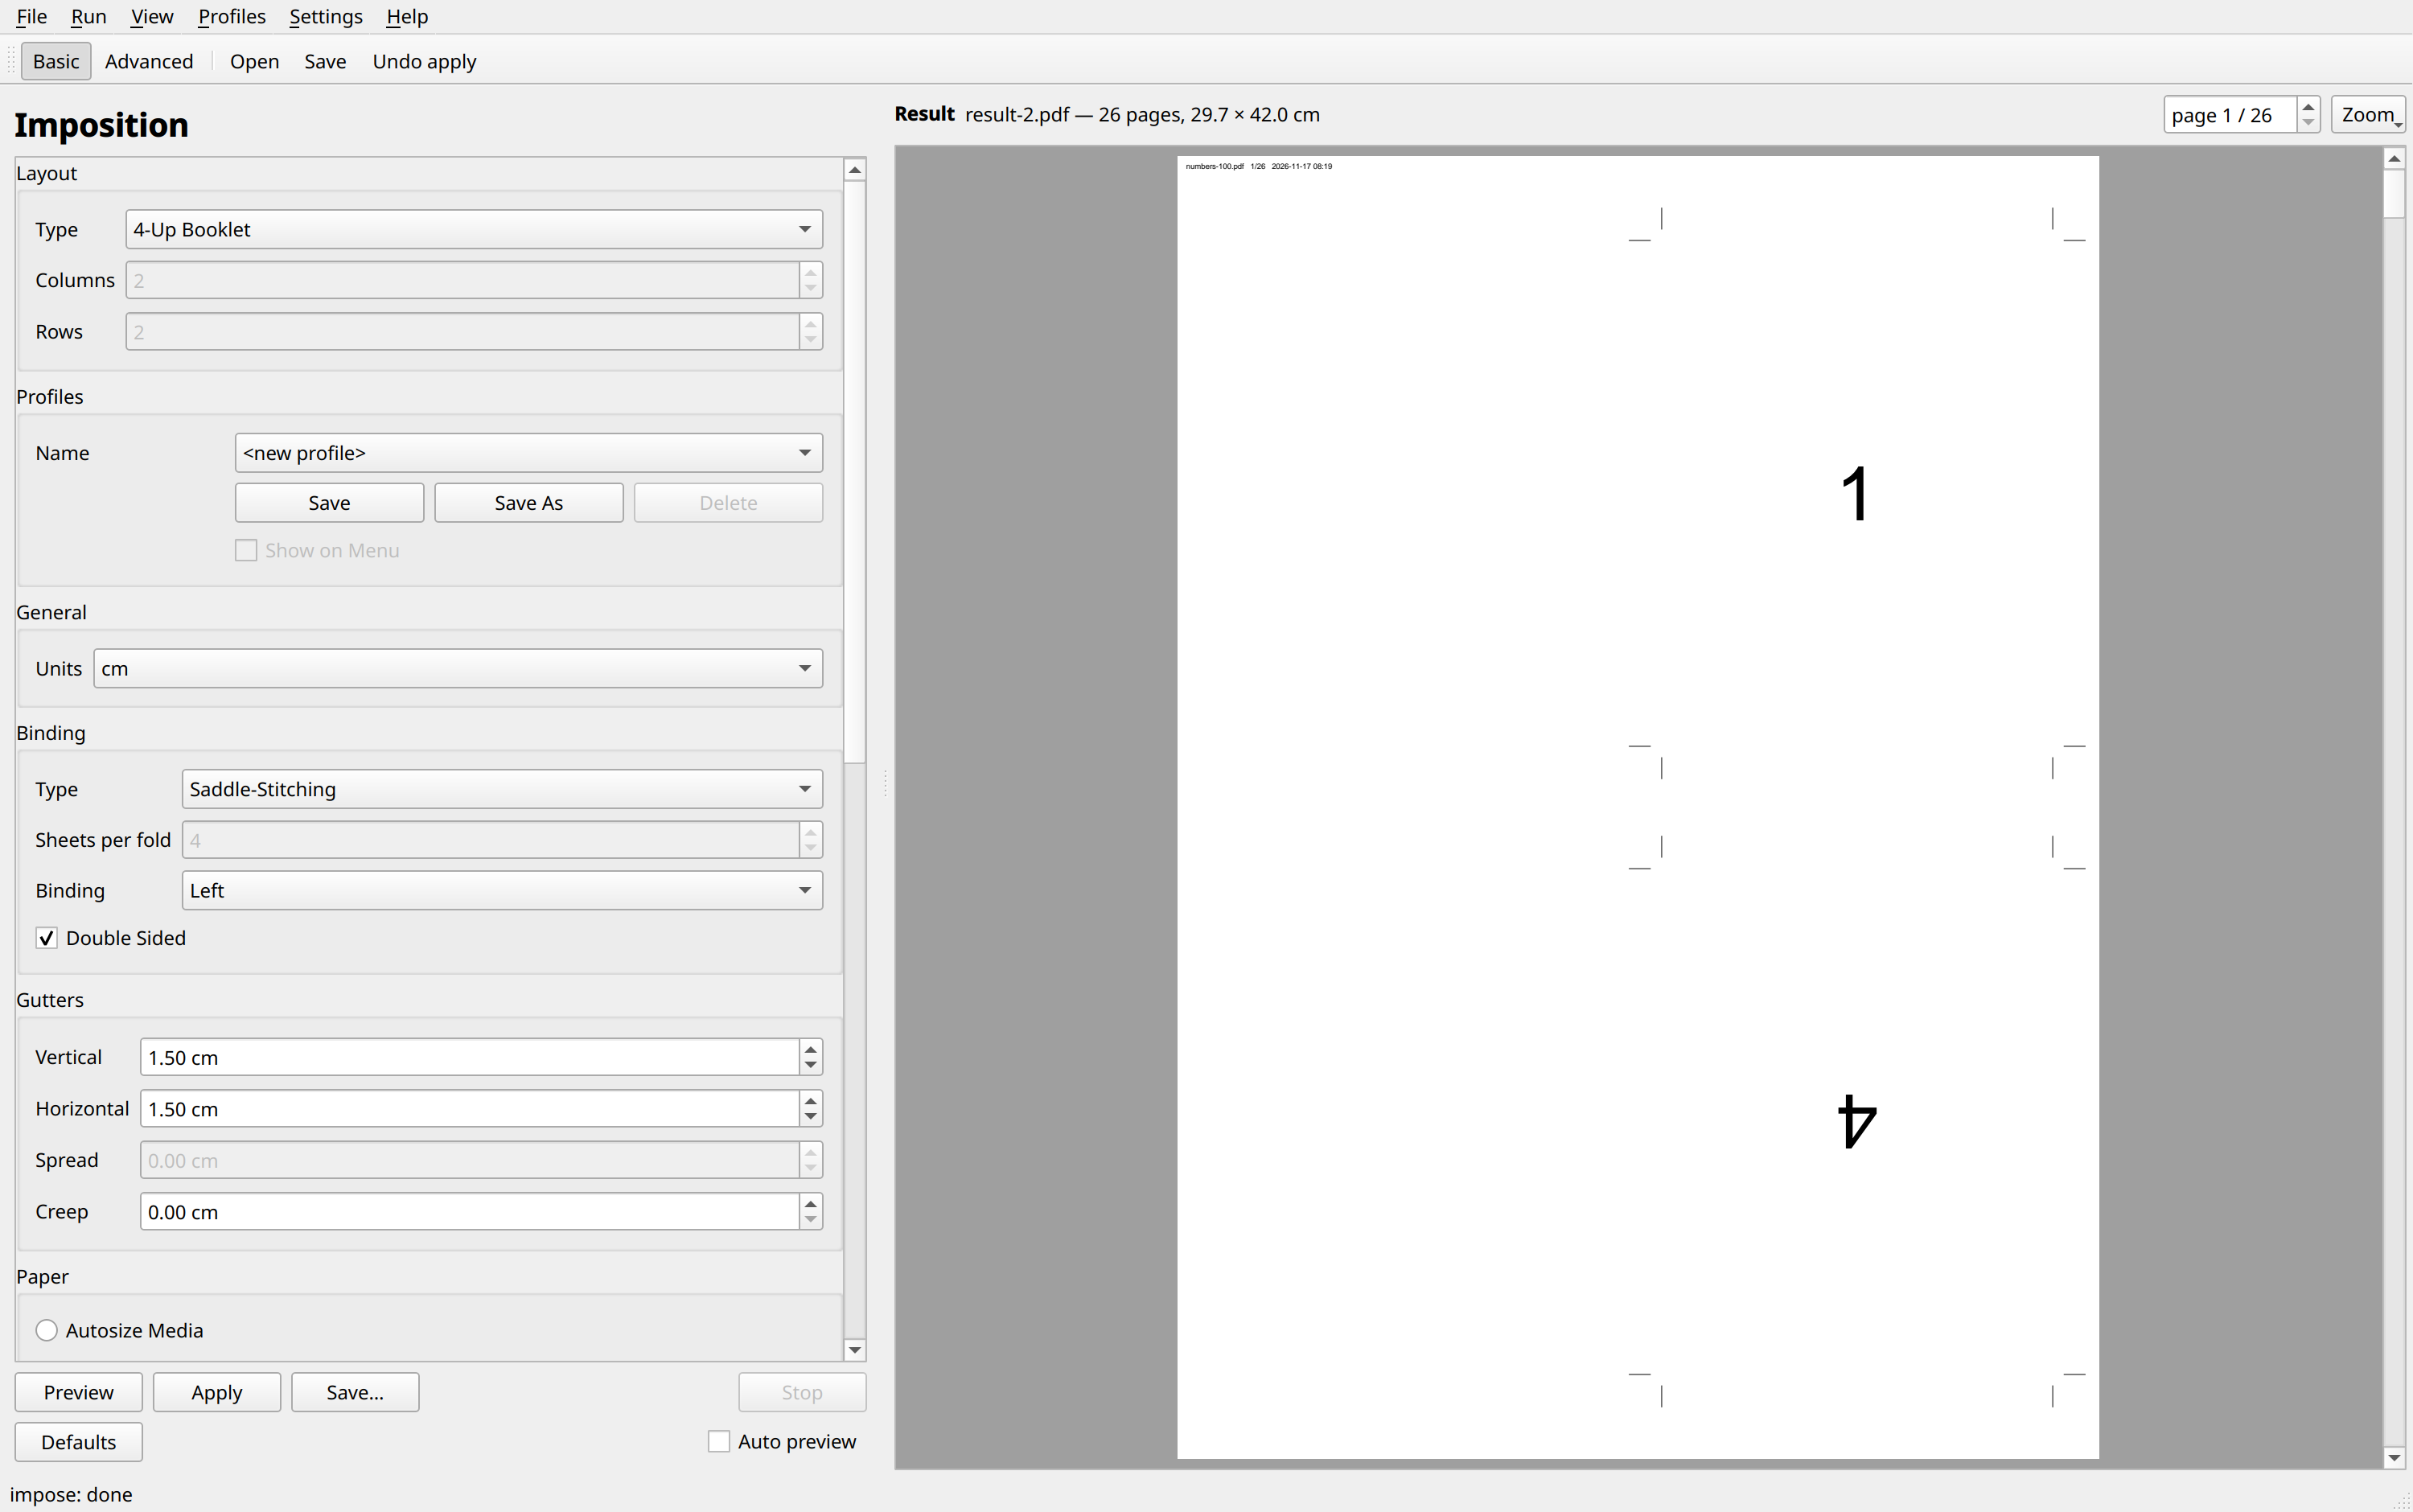 File Run View Profiles Settings Help
Basic Advanced Open Save Undo apply
Imposition
Layout
Type 4-Up Booklet
Columns 2
Rows 2
Profiles
Name <new profile>
Save Save As Delete
Show on Menu
General
Units cm
Binding
Type Saddle-Stitching
Sheets per fold 4
Binding Left
Double Sided
Gutters
Vertical 1.50 cm
Horizontal 1.50 cm
Spread 0.00 cm
Creep 0.00 cm
Paper
Autosize Media
Preview Apply Save... Stop
Defaults Auto preview
impose: done
Result result-2.pdf — 26 pages, 29.7 × 42.0 cm
page 1 / 26 Zoom
numbers-100.pdf 1/26 2026-11-17 08:19
1
4